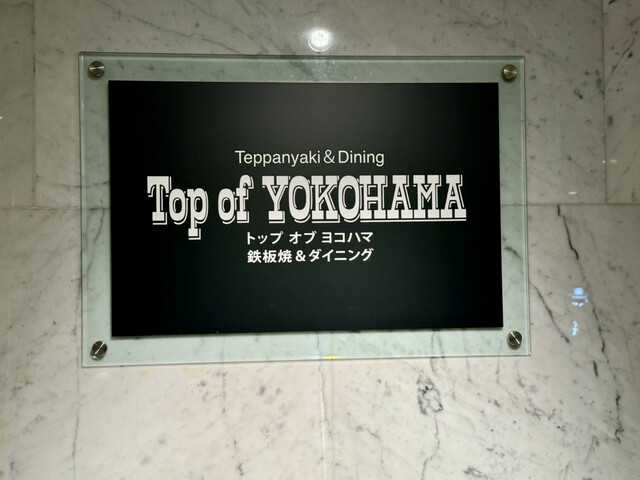 Teppanyaki & Dining
Top of YOKOHAMA
トップ オブ ヨコハマ
鉄板焼&ダイニング